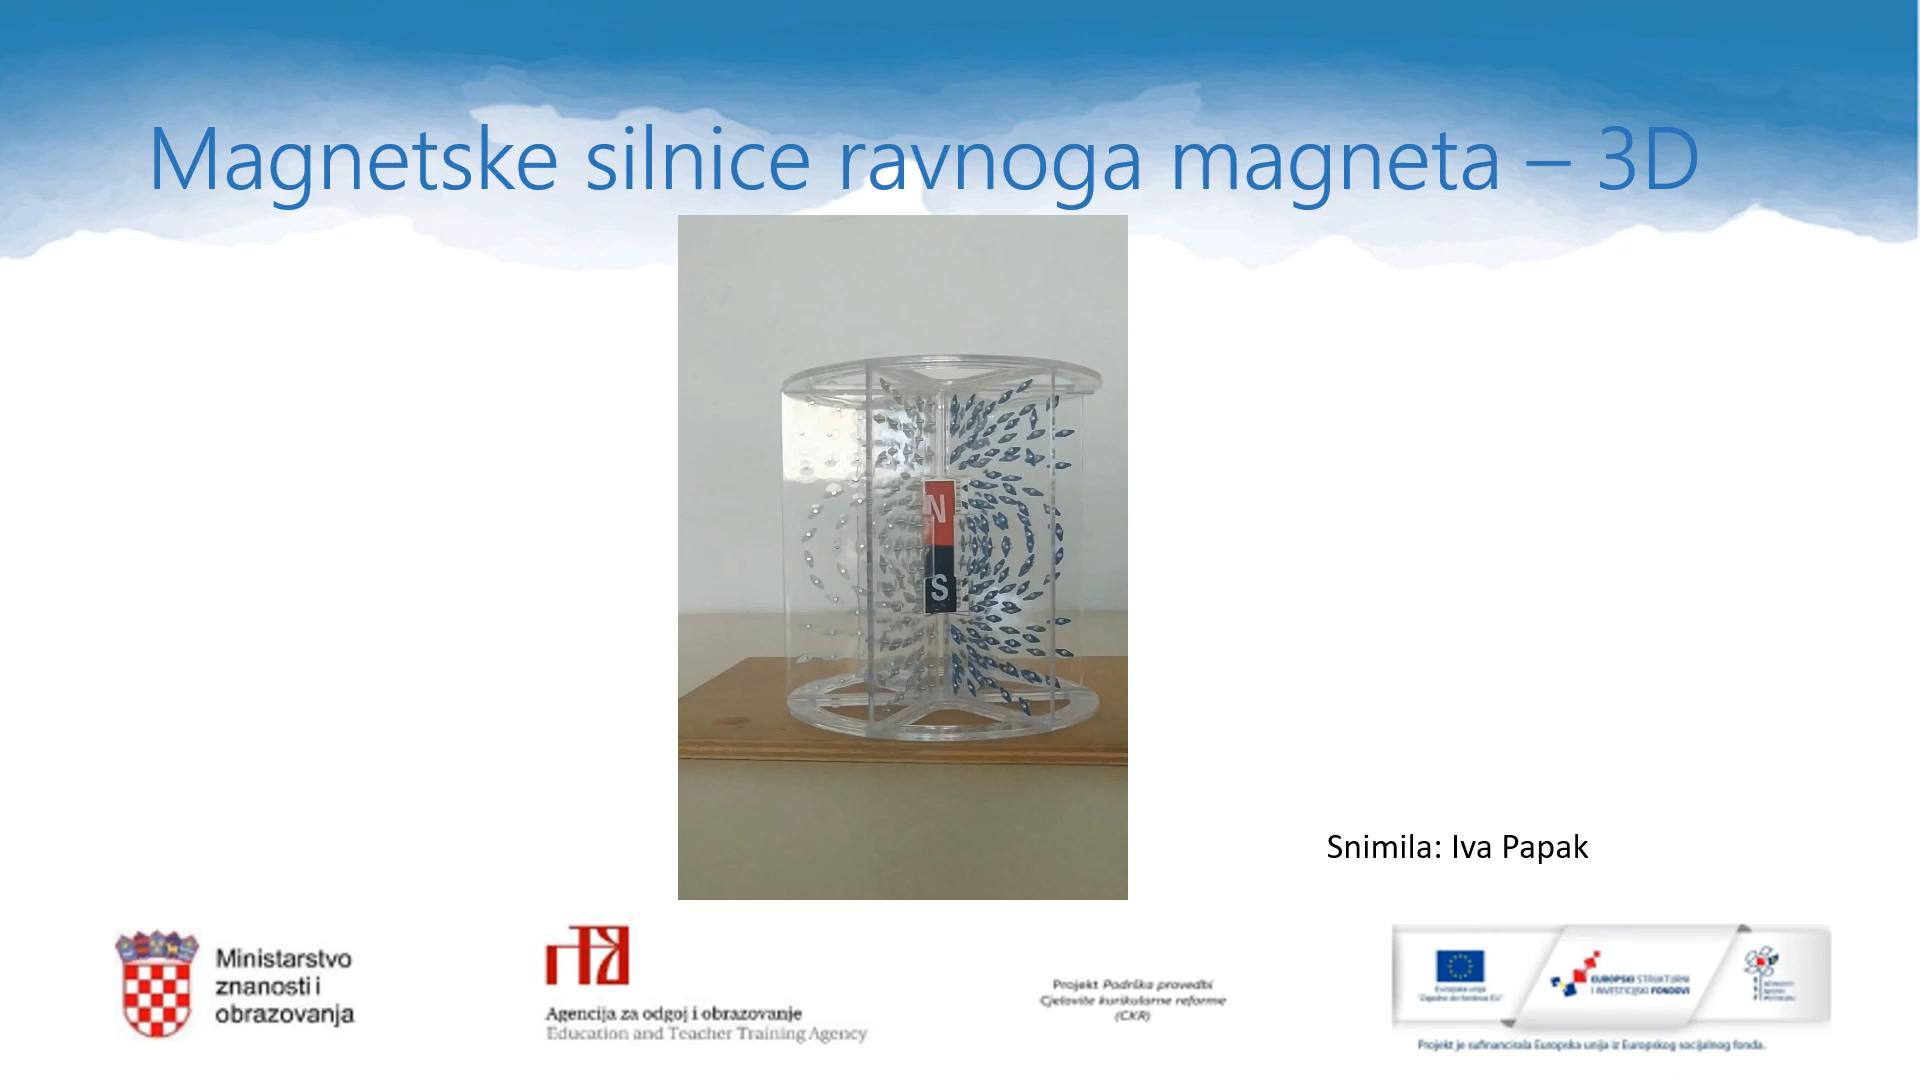 Magnetske silnice ravnoga magneta – 3D
N
S
Snimila: Iva Papak
Ministarstvo
znanosti i
obrazovanja
Agencija za odgoj i obrazovanje
Education and Teacher Training Agency
Projekt Podrška provedbi
Cjelovite kurikularne reforme
(CKR)
Europska unija
"Zajedno do fondova EU"
EUROPSKI STRUKTURNI
I INVESTICIJSKI FONDOVI
Projekt je sufinancirala Europska unija iz Europskog socijalnog fonda.